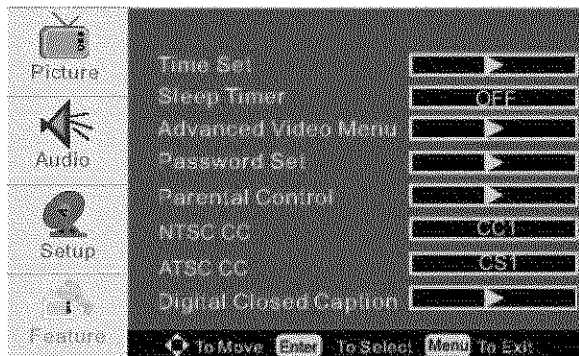 Picture
Audio
Setup
Feature
Time Set
Sleep Timer OFF
Advanced Video Menu
Password Set
Parental Control
NTSC CC CC1
ATSC CC CS1
Digital Closed Caption
To Move Enter To Select Menu To Exit